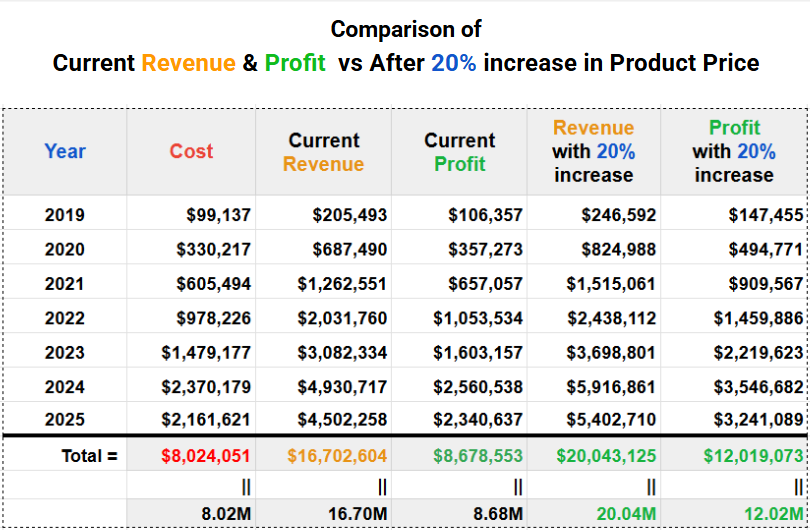 Comparison of
Current Revenue & Profit vs After 20% increase in Product Price
Year Cost Current Revenue Current Profit Revenue with 20% increase Profit with 20% increase
2019 $99,137 $205,493 $106,357 $246,592 $147,455
2020 $330,217 $687,490 $357,273 $824,988 $494,771
2021 $605,494 $1,262,551 $657,057 $1,515,061 $909,567
2022 $978,226 $2,031,760 $1,053,534 $2,438,112 $1,459,886
2023 $1,479,177 $3,082,334 $1,603,157 $3,698,801 $2,219,623
2024 $2,370,179 $4,930,717 $2,560,538 $5,916,861 $3,546,682
2025 $2,161,621 $4,502,258 $2,340,637 $5,402,710 $3,241,089
Total = $8,024,051 $16,702,604 $8,678,553 $20,043,125 $12,019,073
|| || || || ||
8.02M 16.70M 8.68M 20.04M 12.02M